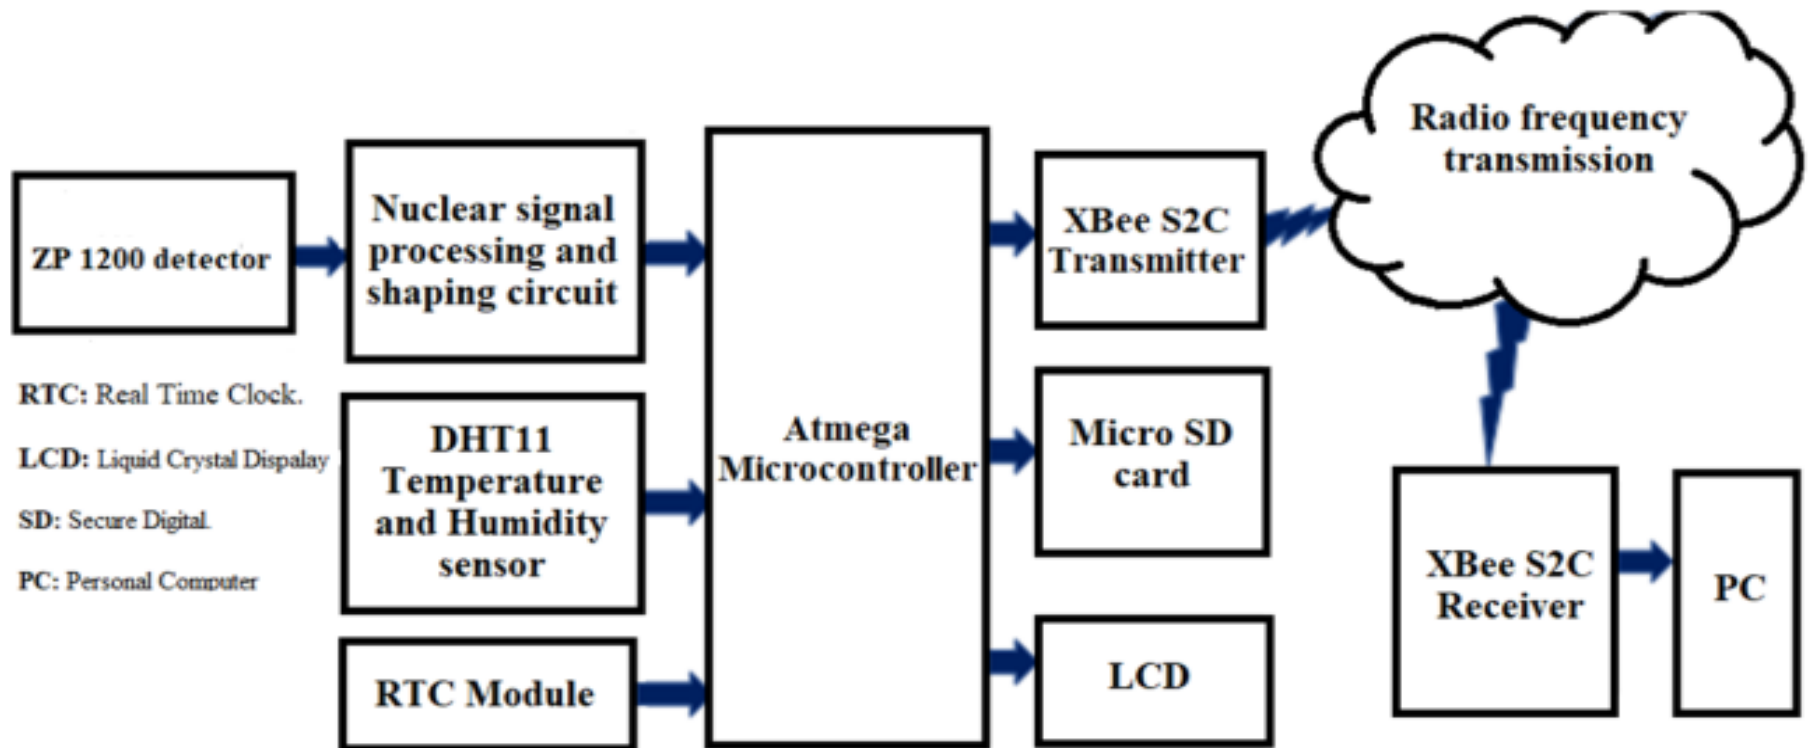 ZP 1200 detector
Nuclear signal
processing and
shaping circuit
RTC: Real Time Clock.
LCD: Liquid Crystal Dispalay
SD: Secure Digital.
PC: Personal Computer
DHT11
Temperature
and Humidity
sensor
RTC Module
Atmega
Microcontroller
XBee S2C
Transmitter
Micro SD
card
LCD
Radio frequency
transmission
XBee S2C
Receiver
PC